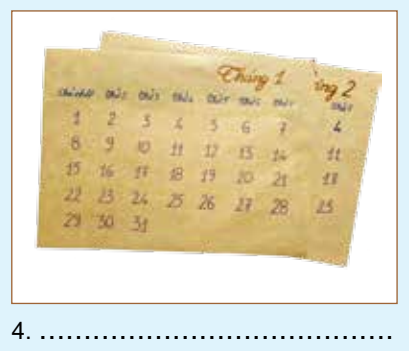 Tháng 1 ng 2
1 2 3 4 5 6 7 4
8 9 10 11 12 13 14 11
15 16 17 18 19 20 21 18
22 23 24 25 26 27 28 25
29 30 31
4. ........................................